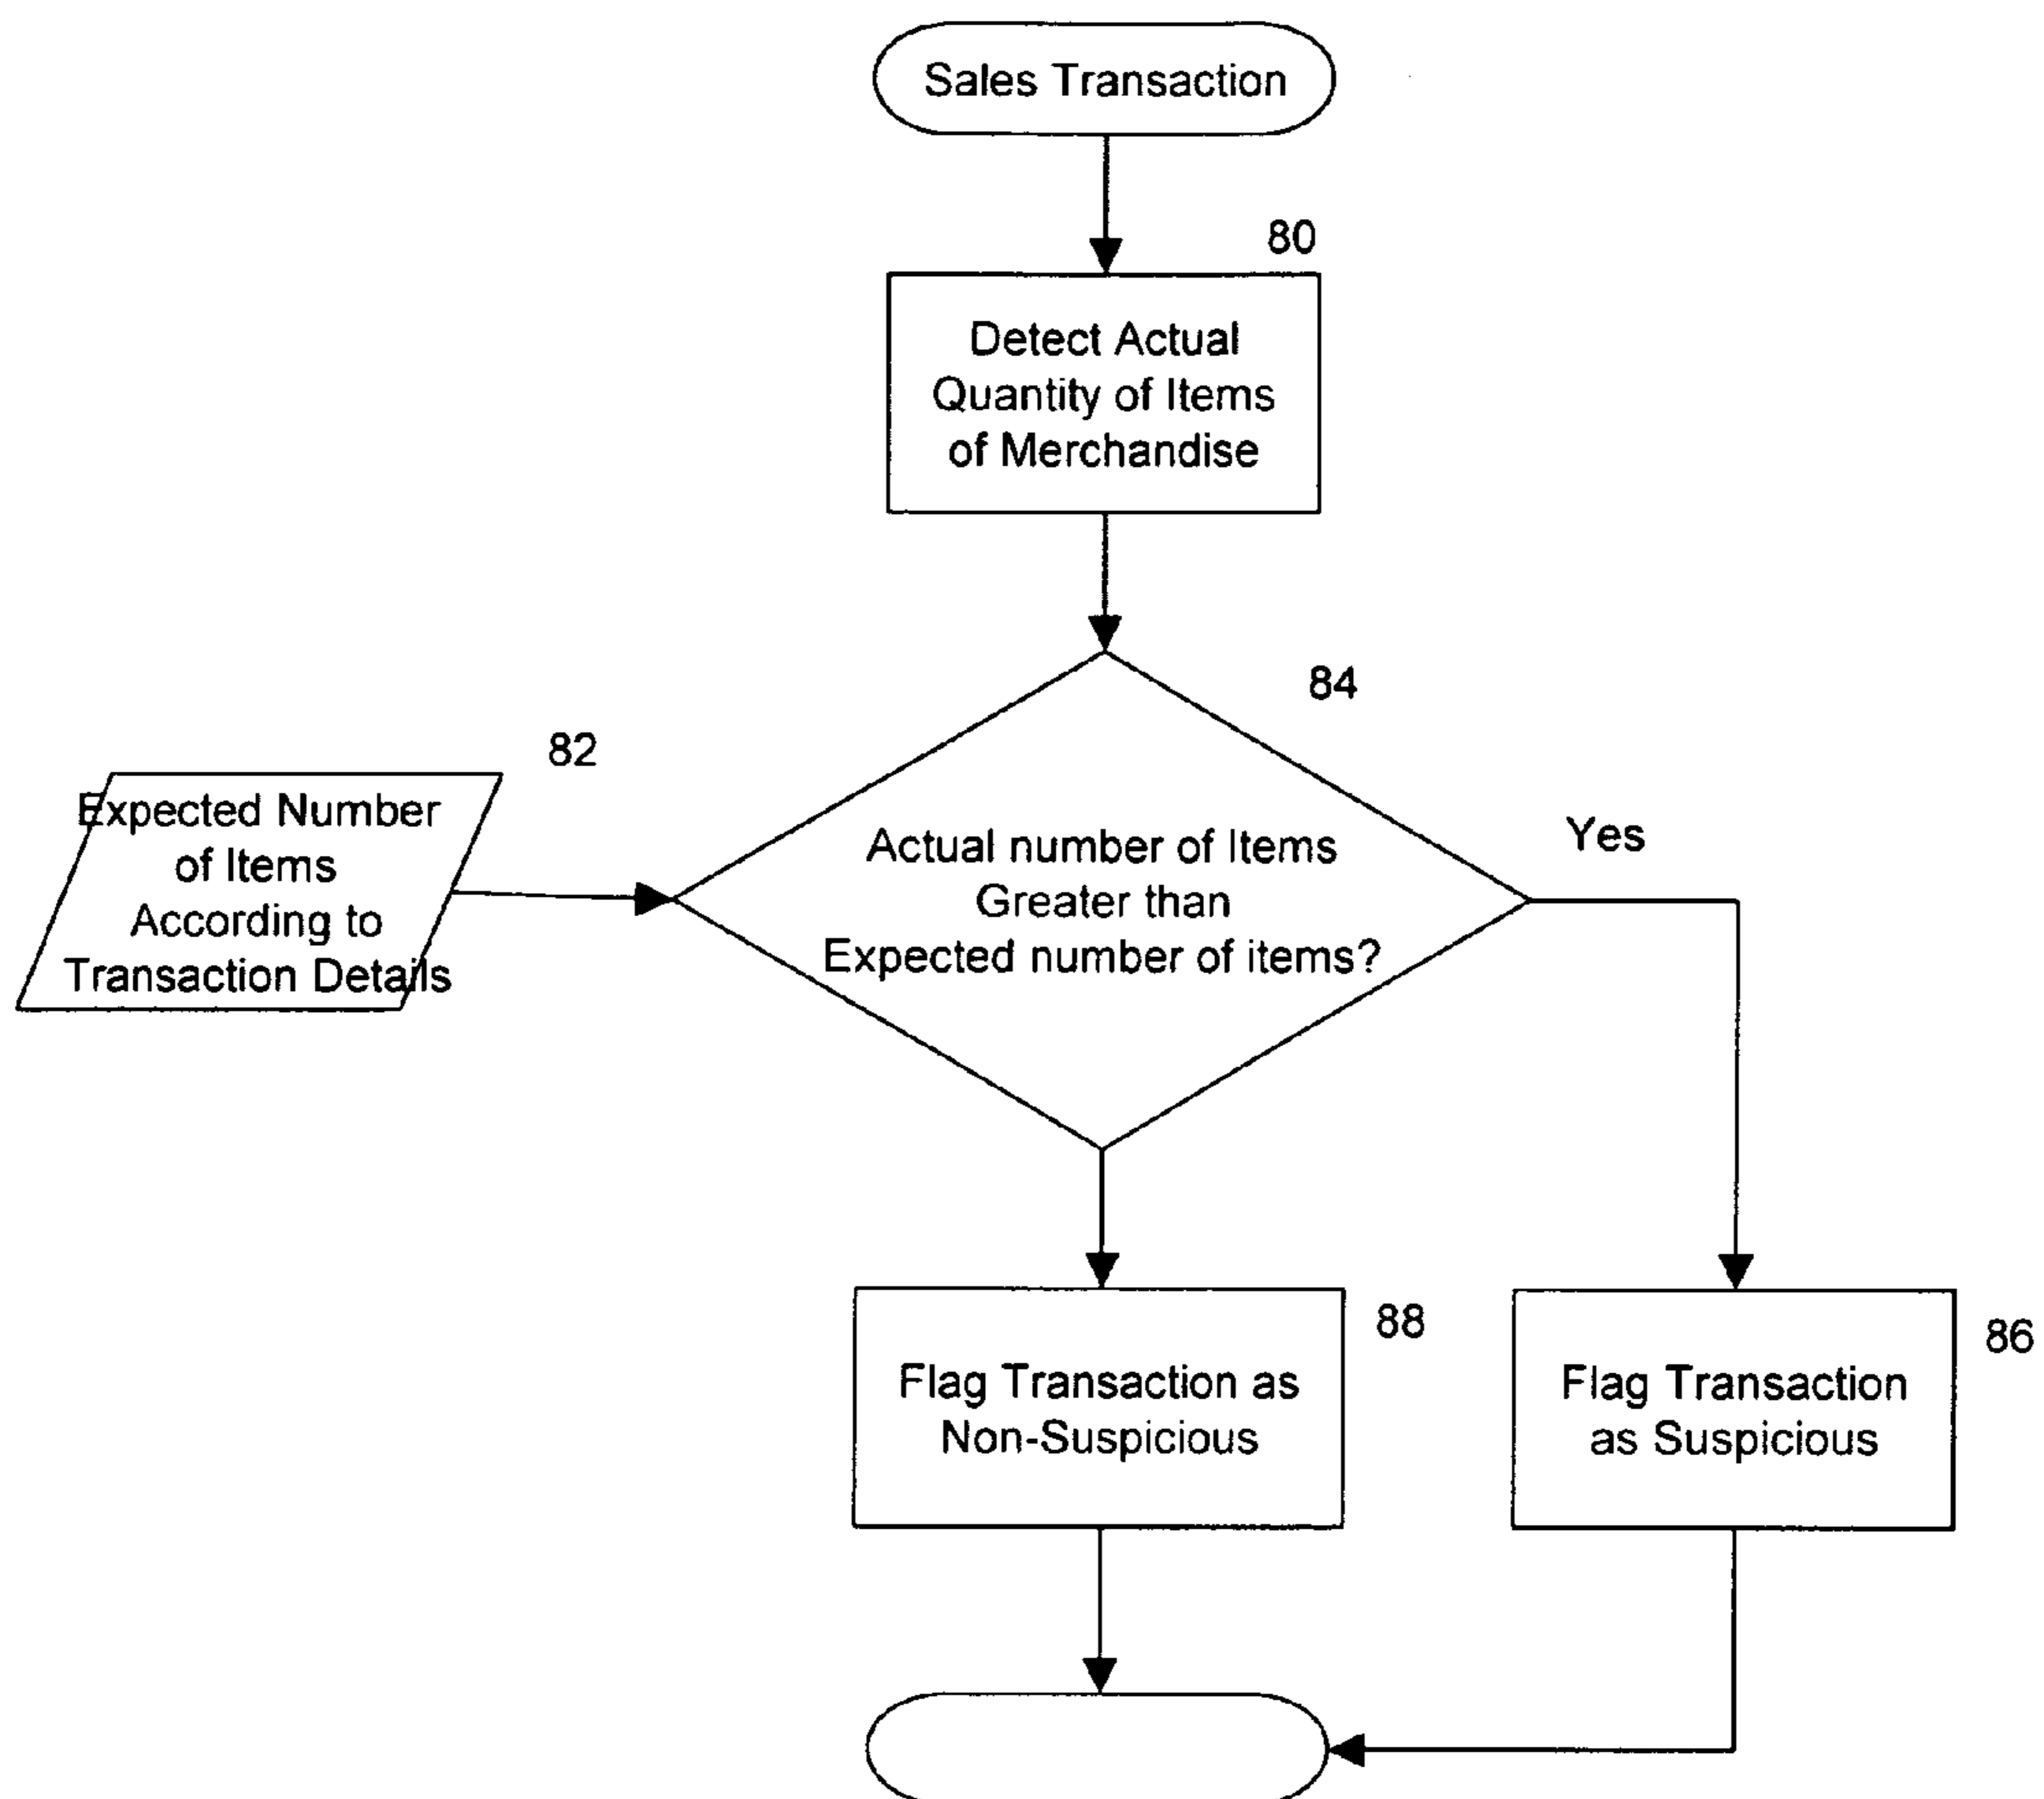 Sales Transaction
80
Detect Actual
Quantity of Items
of Merchandise
84
82
Expected Number
of Items
According to
Transaction Details
Actual number of Items
Greater than
Expected number of items?
Yes
88
Flag Transaction as
Non-Suspicious
86
Flag Transaction
as Suspicious